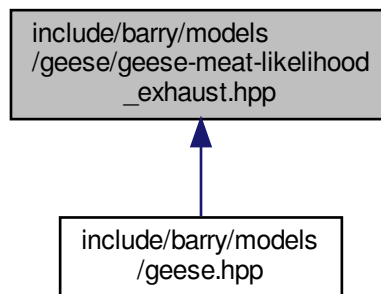 include/barry/models
/geese/geese-meat-likelihood
_exhaust.hpp
include/barry/models
/geese.hpp